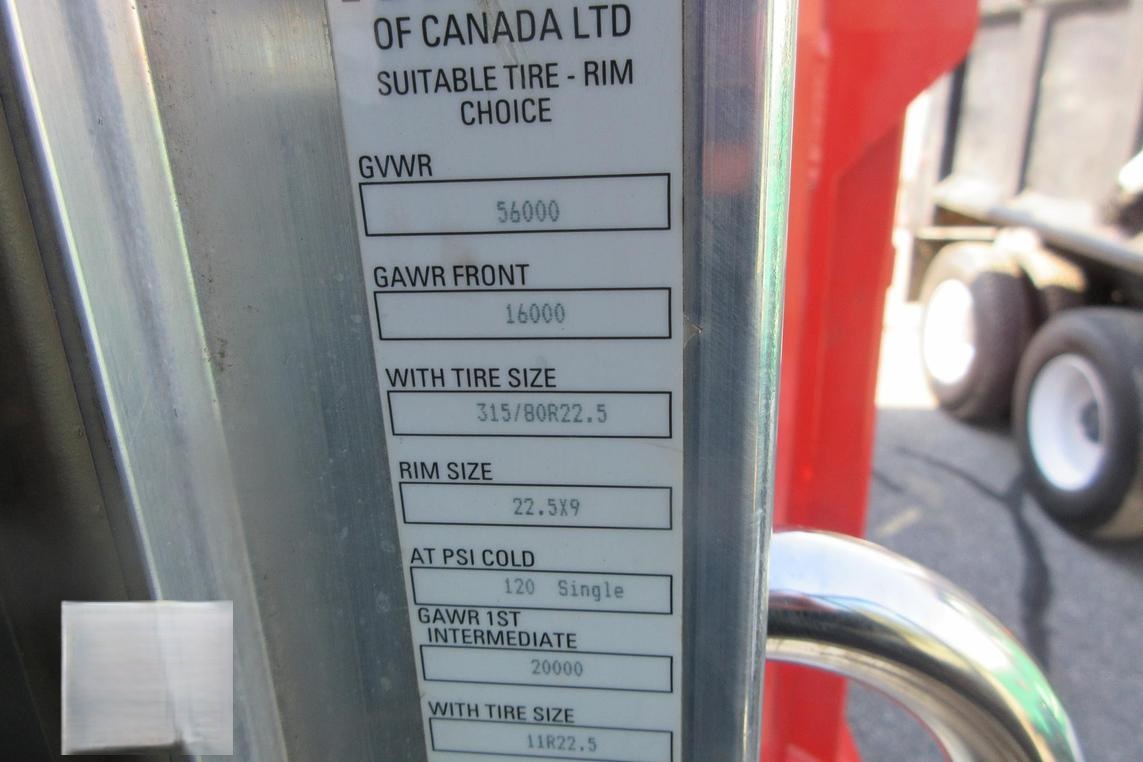 OF CANADA LTD
SUITABLE TIRE - RIM
CHOICE
GVWR
56000
GAWR FRONT
16000
WITH TIRE SIZE
315/80R22.5
RIM SIZE
22.5X9
AT PSI COLD
120 Single
GAWR 1ST
INTERMEDIATE
20000
WITH TIRE SIZE
11R22.5